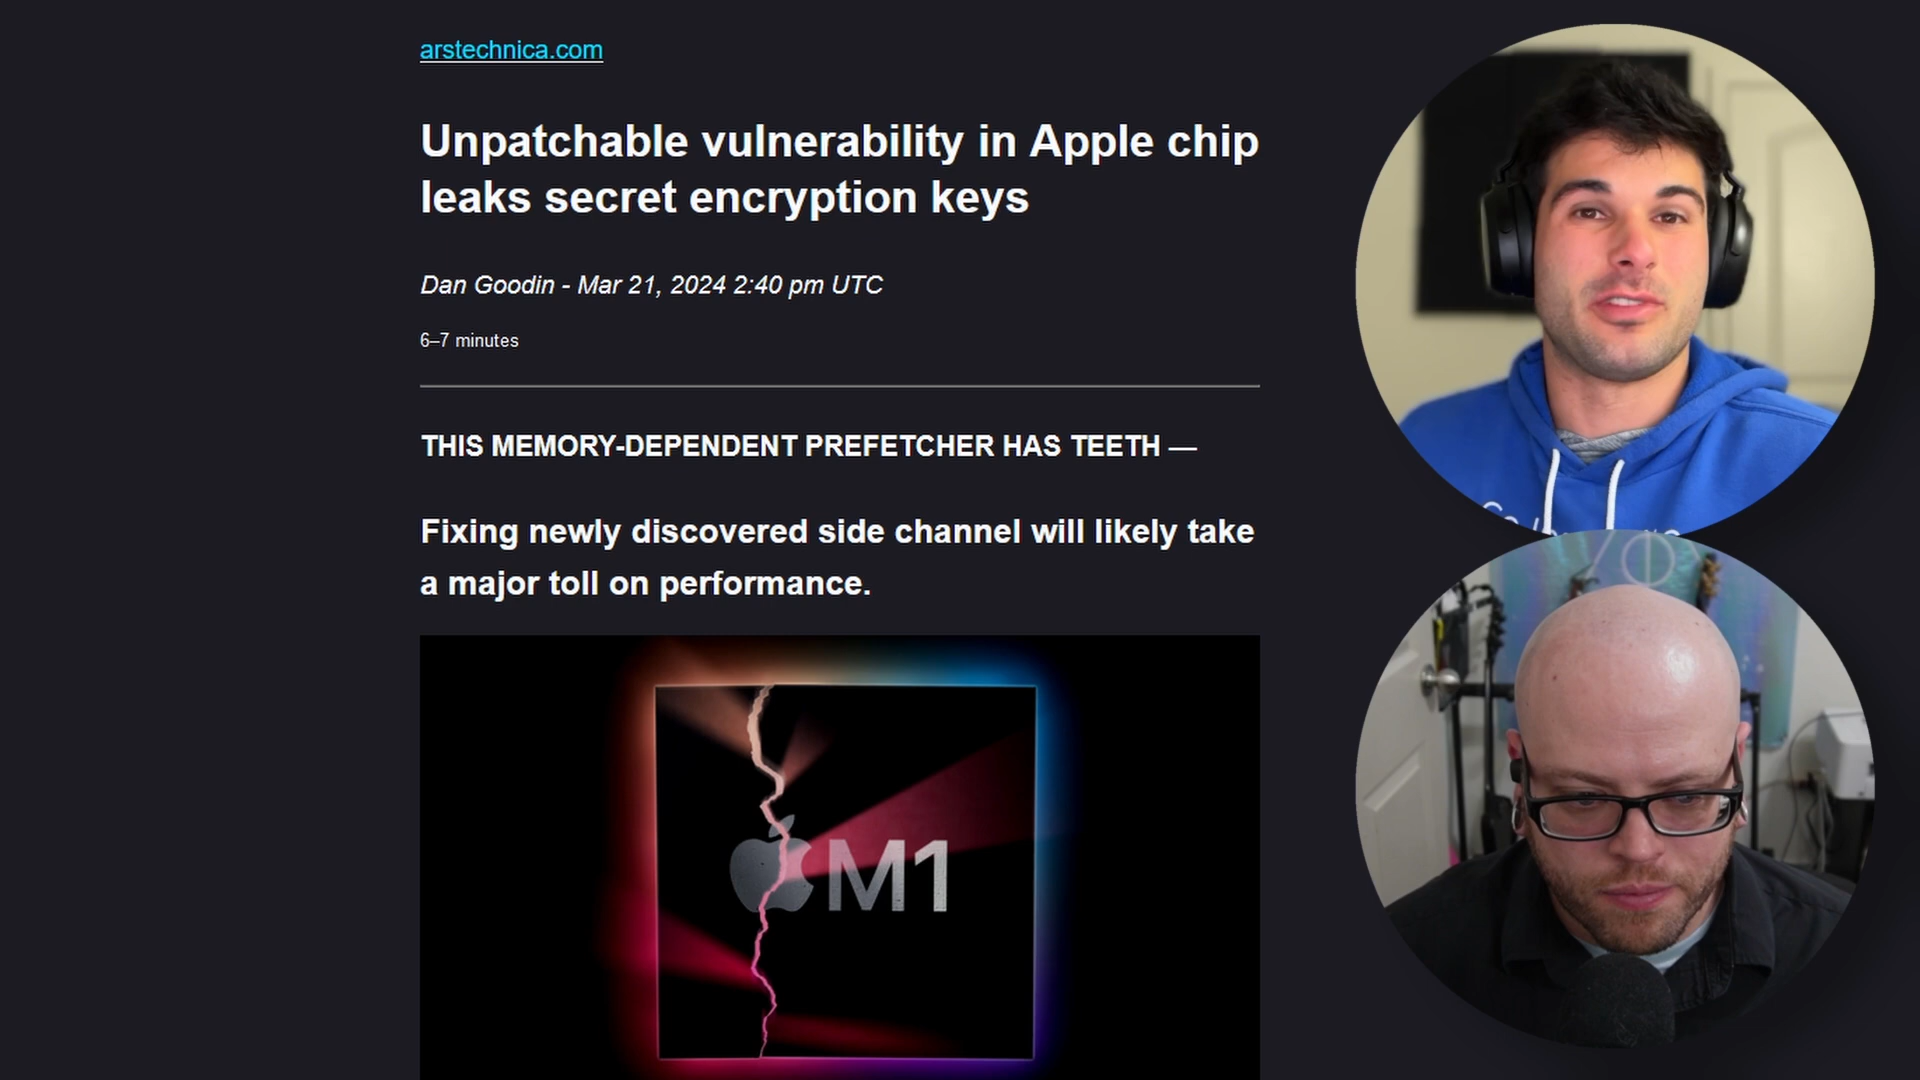 arstechnica.com
Unpatchable vulnerability in Apple chip
leaks secret encryption keys
Dan Goodin - Mar 21, 2024 2:40 pm UTC
6–7 minutes
THIS MEMORY-DEPENDENT PREFETCHER HAS TEETH —
Fixing newly discovered side channel will likely take
a major toll on performance.
M1